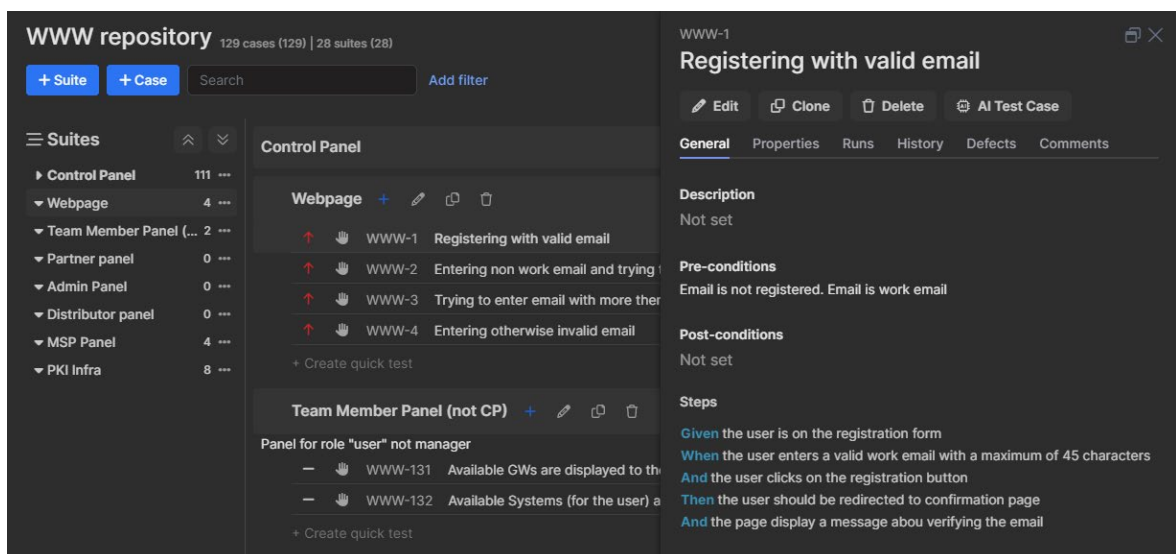 WWW repository 129 cases (129) | 28 suites (28)
+ Suite
+ Case
Search
Add filter
Suites
Control Panel 111
Webpage 4
Team Member Panel (... 2
Partner panel 0
Admin Panel 0
Distributor panel 0
MSP Panel 4
PKI Infra 8
Control Panel
Webpage
WWW-1 Registering with valid email
WWW-2 Entering non work email and trying
WWW-3 Trying to enter email with more ther
WWW-4 Entering otherwise invalid email
+ Create quick test
Team Member Panel (not CP)
Panel for role "user" not manager
WWW-131 Available GWs are displayed to the
WWW-132 Available Systems (for the user) a
+ Create quick test
WWW-1
Registering with valid email
Edit
Clone
Delete
AI Test Case
General Properties Runs History Defects Comments
Description
Not set
Pre-conditions
Email is not registered. Email is work email
Post-conditions
Not set
Steps
Given the user is on the registration form
When the user enters a valid work email with a maximum of 45 characters
And the user clicks on the registration button
Then the user should be redirected to confirmation page
And the page display a message abou verifying the email